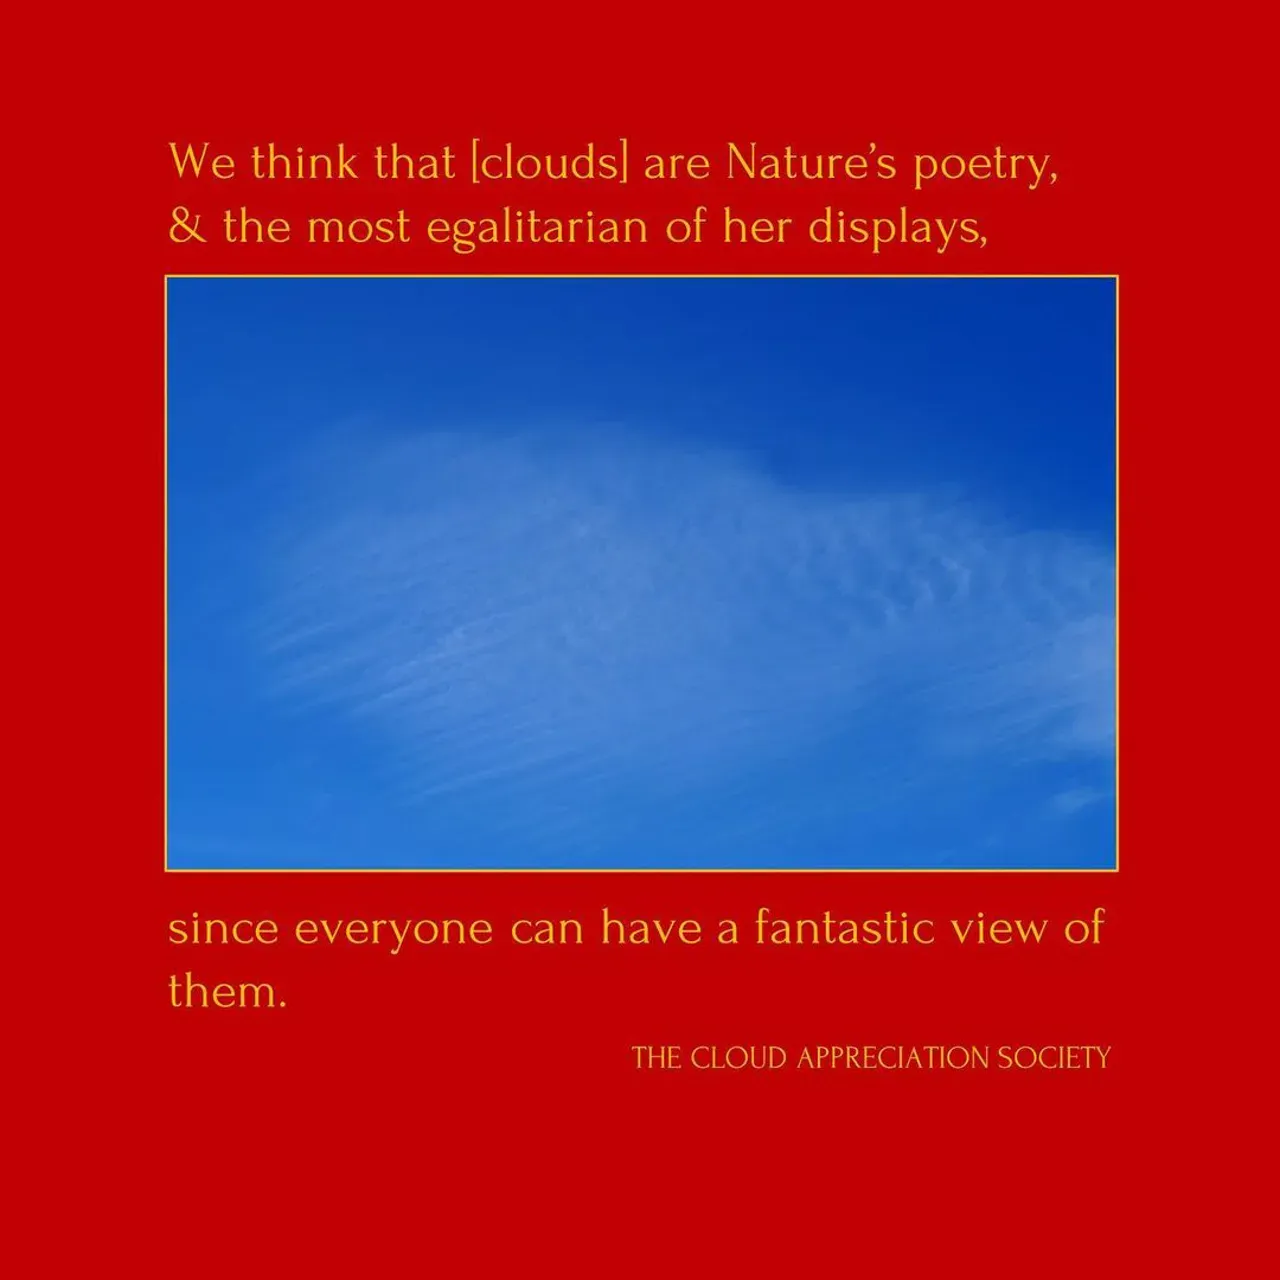 We think that [clouds] are Nature’s poetry,
& the most egalitarian of her displays,
since everyone can have a fantastic view of
them.
THE CLOUD APPRECIATION SOCIETY